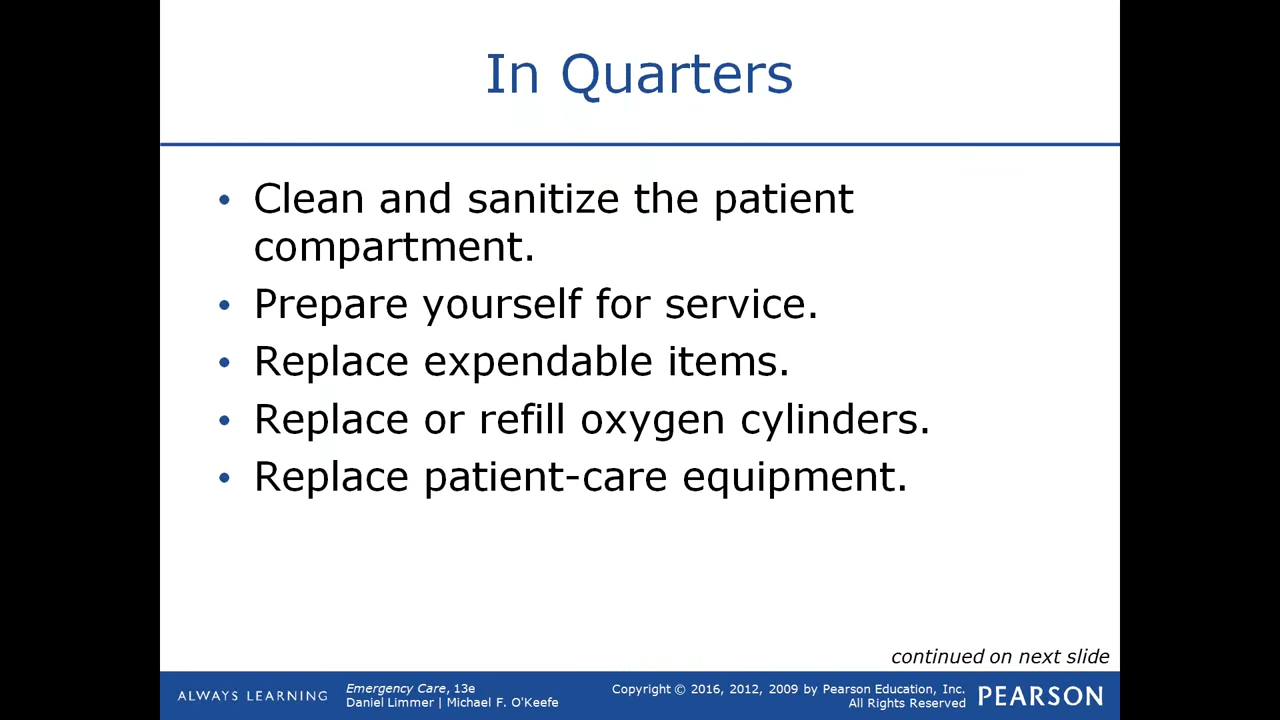 In Quarters
• Clean and sanitize the patient
compartment.
• Prepare yourself for service.
• Replace expendable items.
• Replace or refill oxygen cylinders.
• Replace patient-care equipment.
continued on next slide
ALWAYS LEARNING
Emergency Care, 13e
Daniel Limmer | Michael F. O'Keefe
Copyright © 2016, 2012, 2009 by Pearson Education, Inc.
All Rights Reserved
PEARSON